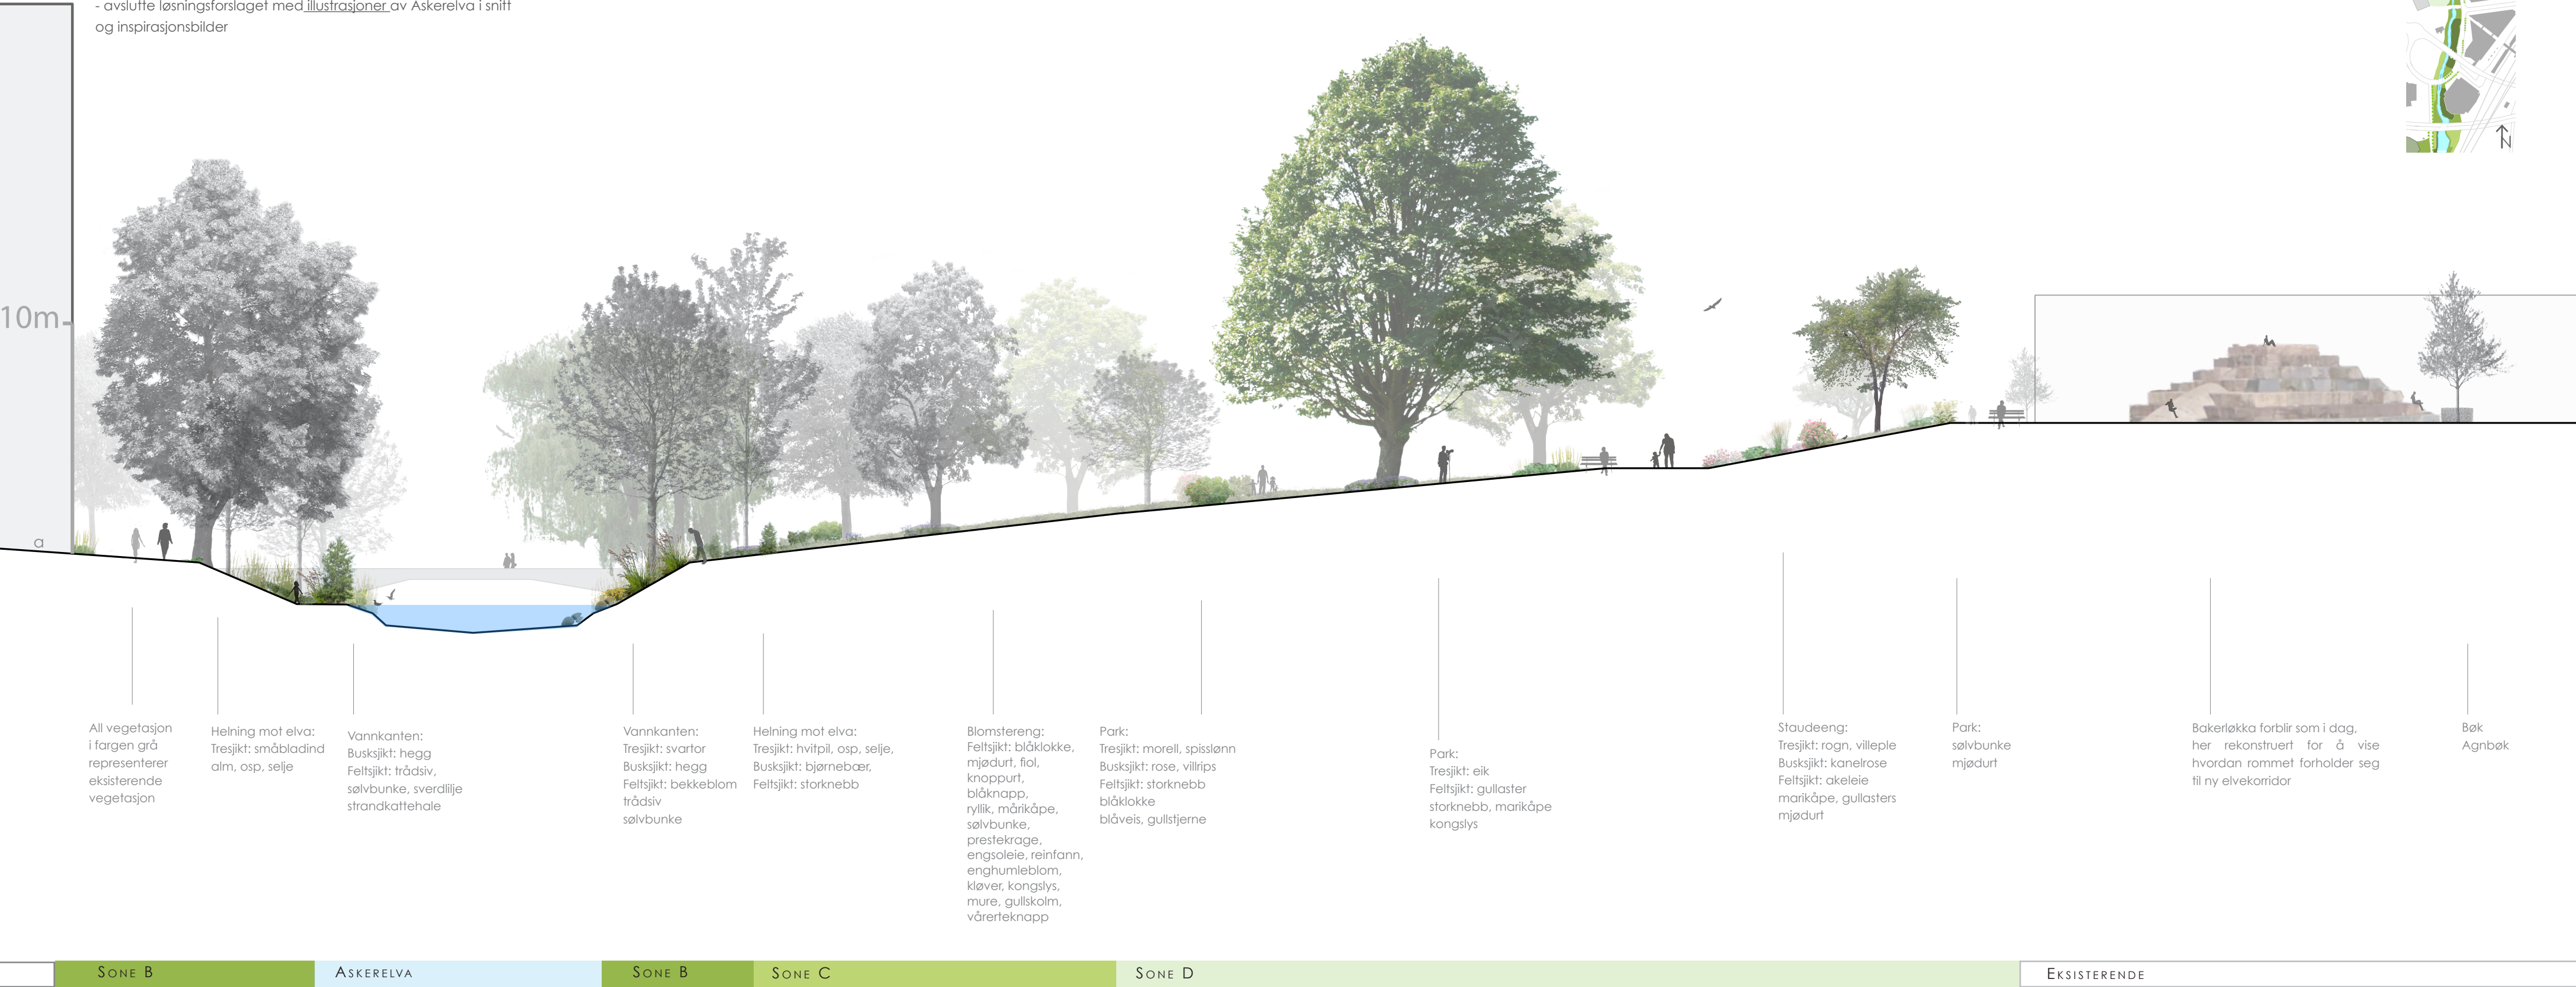 - avslutte løsningsforslaget med illustrasjoner av Askerelva i snitt
og inspirasjonsbilder
N
10m
a
All vegetasjon
i fargen grå
representerer
eksisterende
vegetasjon
Helning mot elva:
Tresjikt: småbladind
alm, osp, selje
Vannkanten:
Busksjikt: hegg
Feltsjikt: trådsiv,
sølvbunke, sverdlilje
strandkattehale
Vannkanten:
Tresjikt: svartor
Busksjikt: hegg
Feltsjikt: bekkeblom
trådsiv
sølvbunke
Helning mot elva:
Tresjikt: hvitpil, osp, selje,
Busksjikt: bjørnebær,
Feltsjikt: storknebb
Blomstereng:
Feltsjikt: blåklokke,
mjødurt, fiol,
knoppurt,
blåknapp,
ryllik, mårikåpe,
sølvbunke,
prestekrage,
engsoleie, reinfann,
enghumleblom,
kløver, kongslys,
mure, gullskolm,
vårerteknapp
Park:
Tresjikt: morell, spisslønn
Busksjikt: rose, villrips
Feltsjikt: storknebb
blåklokke
blåveis, gullstjerne
Park:
Tresjikt: eik
Feltsjikt: gullaster
storknebb, marikåpe
kongslys
Staudeeng:
Tresjikt: rogn, villeple
Busksjikt: kanelrose
Feltsjikt: akeleie
marikåpe, gullasters
mjødurt
Park:
sølvbunke
mjødurt
Bakerløkka forblir som i dag,
her rekonstruert for å vise
hvordan rommet forholder seg
til ny elvekorridor
Bøk
Agnbøk
Sone B
Askerelva
Sone B
Sone C
Sone D
Eksisterende